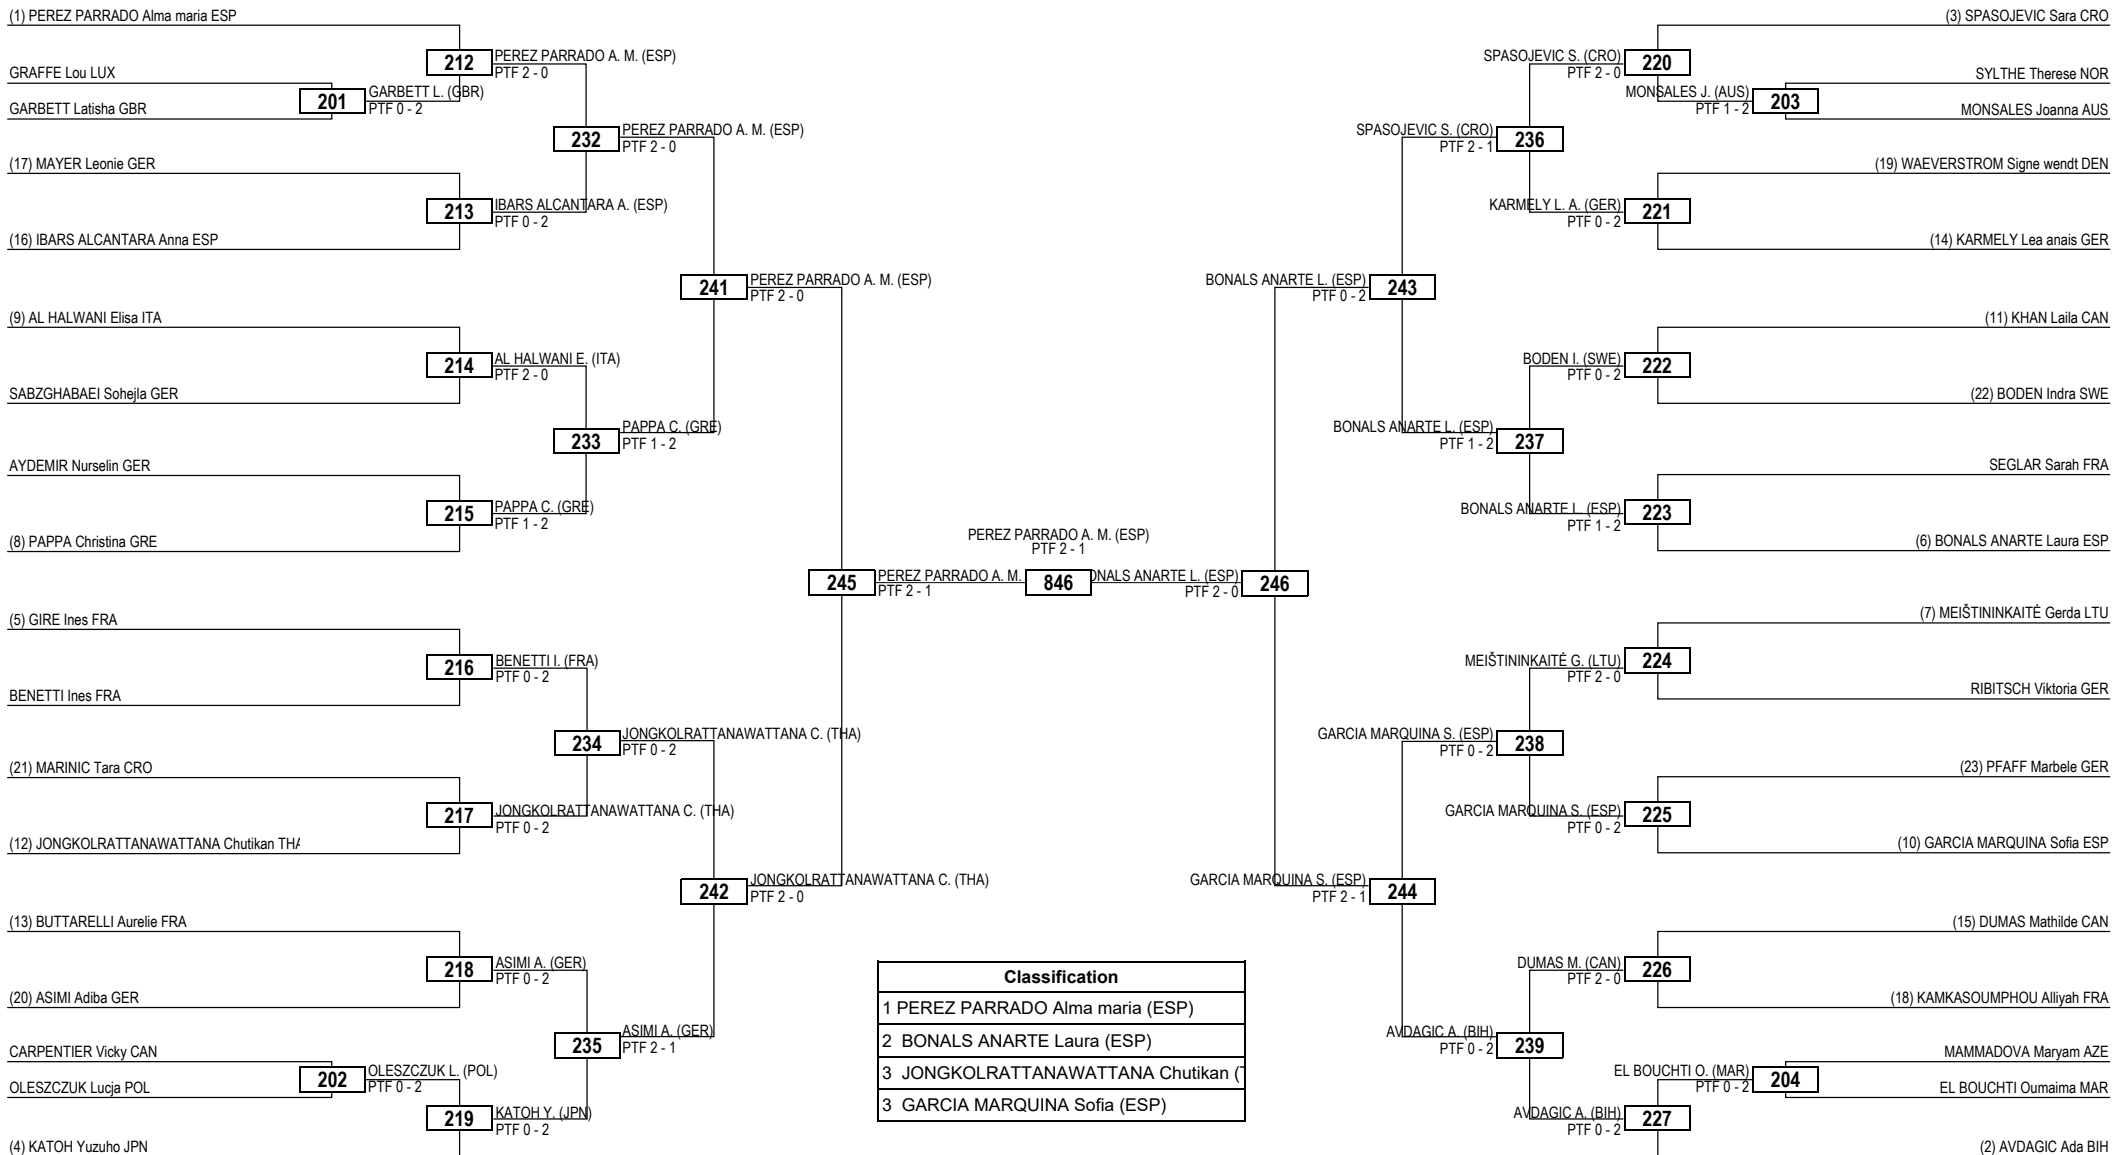 (1) PEREZ PARRADO Alma maria ESP
212
PEREZ PARRADO A. M. (ESP)
PTF 2 - 0
GRAFFE Lou LUX
201
GARBETT L. (GBR)
PTF 0 - 2
GARBETT Latisha GBR
232
PEREZ PARRADO A. M. (ESP)
PTF 2 - 0
(17) MAYER Leonie GER
213
IBARS ALCANTARA A. (ESP)
PTF 0 - 2
(16) IBARS ALCANTARA Anna ESP
241
PEREZ PARRADO A. M. (ESP)
PTF 2 - 0
(9) AL HALWANI Elisa ITA
214
AL HALWANI E. (ITA)
PTF 2 - 0
SABZGHABAEI Sohejla GER
233
PAPPA C. (GRE)
PTF 1 - 2
AYDEMIR Nurselin GER
215
PAPPA C. (GRE)
PTF 1 - 2
(8) PAPPA Christina GRE
245
PEREZ PARRADO A. M.
PTF 2 - 1
(5) GIRE Ines FRA
216
BENETTI I. (FRA)
PTF 0 - 2
BENETTI Ines FRA
234
JONGKOLRATTANAWATTANA C. (THA)
PTF 0 - 2
(21) MARINIC Tara CRO
217
JONGKOLRATTANAWATTANA C. (THA)
PTF 0 - 2
(12) JONGKOLRATTANAWATTANA Chutikan
242
JONGKOLRATTANAWATTANA C. (THA)
PTF 2 - 0
(13) BUTTARELLI Aurelie FRA
218
ASIMI A. (GER)
PTF 0 - 2
(20) ASIMI Adiba GER
235
ASIMI A. (GER)
PTF 2 - 1
CARPENTIER Vicky CAN
202
OLESZCZUK L. (POL)
PTF 0 - 2
OLESZCZUK Lucja POL
219
KATOH Y. (JPN)
PTF 0 - 2
(4) KATOH Yuzuho JPN
PEREZ PARRADO A. M. (ESP)
PTF 2 - 1
846
ONALS ANARTE L. (ESP)
PTF 2 - 0
246
(3) SPASOJEVIC Sara CRO
SPASOJEVIC S. (CRO)
PTF 2 - 0
220
SYLTHE Therese NOR
MONSALES J. (AUS)
PTF 1 - 2
203
MONSALES Joanna AUS
SPASOJEVIC S. (CRO)
PTF 2 - 1
236
(19) WAEVERSTROM Signe wendt DEN
KARMELY L. A. (GER)
PTF 0 - 2
221
(14) KARMELY Lea anais GER
BONALS ANARTE L. (ESP)
PTF 0 - 2
243
(11) KHAN Laila CAN
BODEN I. (SWE)
PTF 0 - 2
222
(22) BODEN Indra SWE
BONALS ANARTE L. (ESP)
PTF 1 - 2
237
SEGLAR Sarah FRA
BONALS ANARTE L. (ESP)
PTF 1 - 2
223
(6) BONALS ANARTE Laura ESP
(7) MEIŠTININKAITĖ Gerda LTU
MEIŠTININKAITĖ G. (LTU)
PTF 2 - 0
224
RIBITSCH Viktoria GER
GARCIA MARQUINA S. (ESP)
PTF 0 - 2
238
(23) PFAFF Marbele GER
GARCIA MARQUINA S. (ESP)
PTF 0 - 2
225
(10) GARCIA MARQUINA Sofia ESP
GARCIA MARQUINA S. (ESP)
PTF 2 - 1
244
(15) DUMAS Mathilde CAN
DUMAS M. (CAN)
PTF 2 - 0
226
(18) KAMKASOUMPHOU Alliyah FRA
AVDAGIC A. (BIH)
PTF 0 - 2
239
MAMMADOVA Maryam AZE
EL BOUCHTI O. (MAR)
PTF 0 - 2
204
EL BOUCHTI Oumaima MAR
AVDAGIC A. (BIH)
PTF 0 - 2
227
(2) AVDAGIC Ada BIH
Classification
1 PEREZ PARRADO Alma maria (ESP)
2 BONALS ANARTE Laura (ESP)
3 JONGKOLRATTANAWATTANA Chutikan (
3 GARCIA MARQUINA Sofia (ESP)